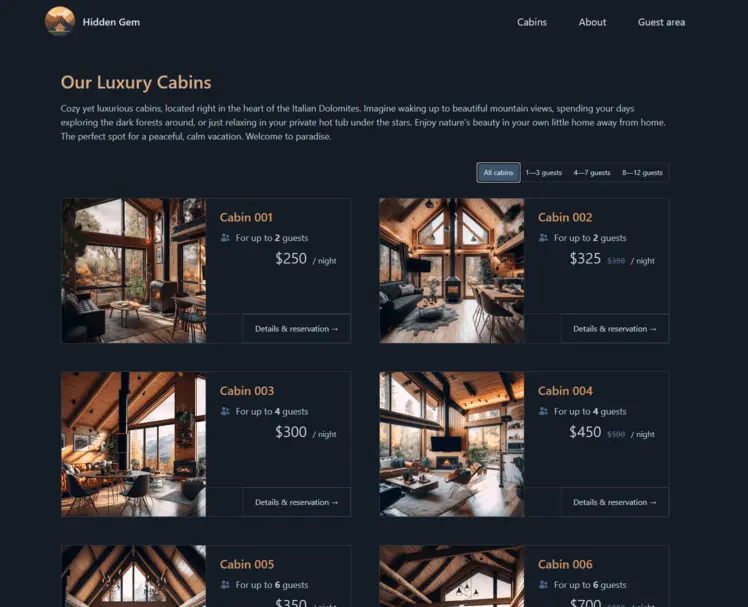 Hidden Gem
Cabins About Guest area
Our Luxury Cabins
Cozy yet luxurious cabins, located right in the heart of the Italian Dolomites. Imagine waking up to beautiful mountain views, spending your days
exploring the dark forests around, or just relaxing in your private hot tub under the stars. Enjoy nature's beauty in your own little home away from home.
The perfect spot for a peaceful, calm vacation. Welcome to paradise.
All cabins 1—3 guests 4—7 guests 8—12 guests
Cabin 001
For up to 2 guests
$250 / night
Details & reservation →
Cabin 002
For up to 2 guests
$325 $350 / night
Details & reservation →
Cabin 003
For up to 4 guests
$300 / night
Details & reservation →
Cabin 004
For up to 4 guests
$450 $500 / night
Details & reservation →
Cabin 005
For up to 6 guests
$350 / night
Cabin 006
For up to 6 guests
$700 / night